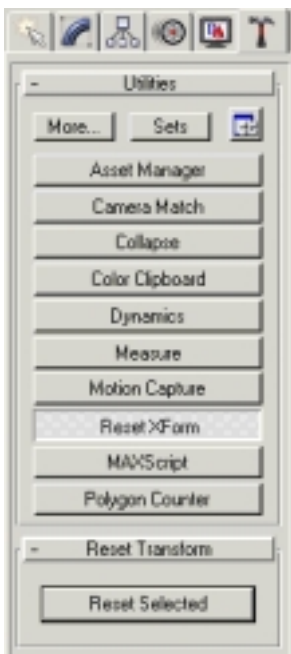 - Utilities
More... Sets
Asset Manager
Camera Match
Collapse
Color Clipboard
Dynamics
Measure
Motion Capture
Reset XForm
MAXScript
Polygon Counter
- Reset Transform
Reset Selected